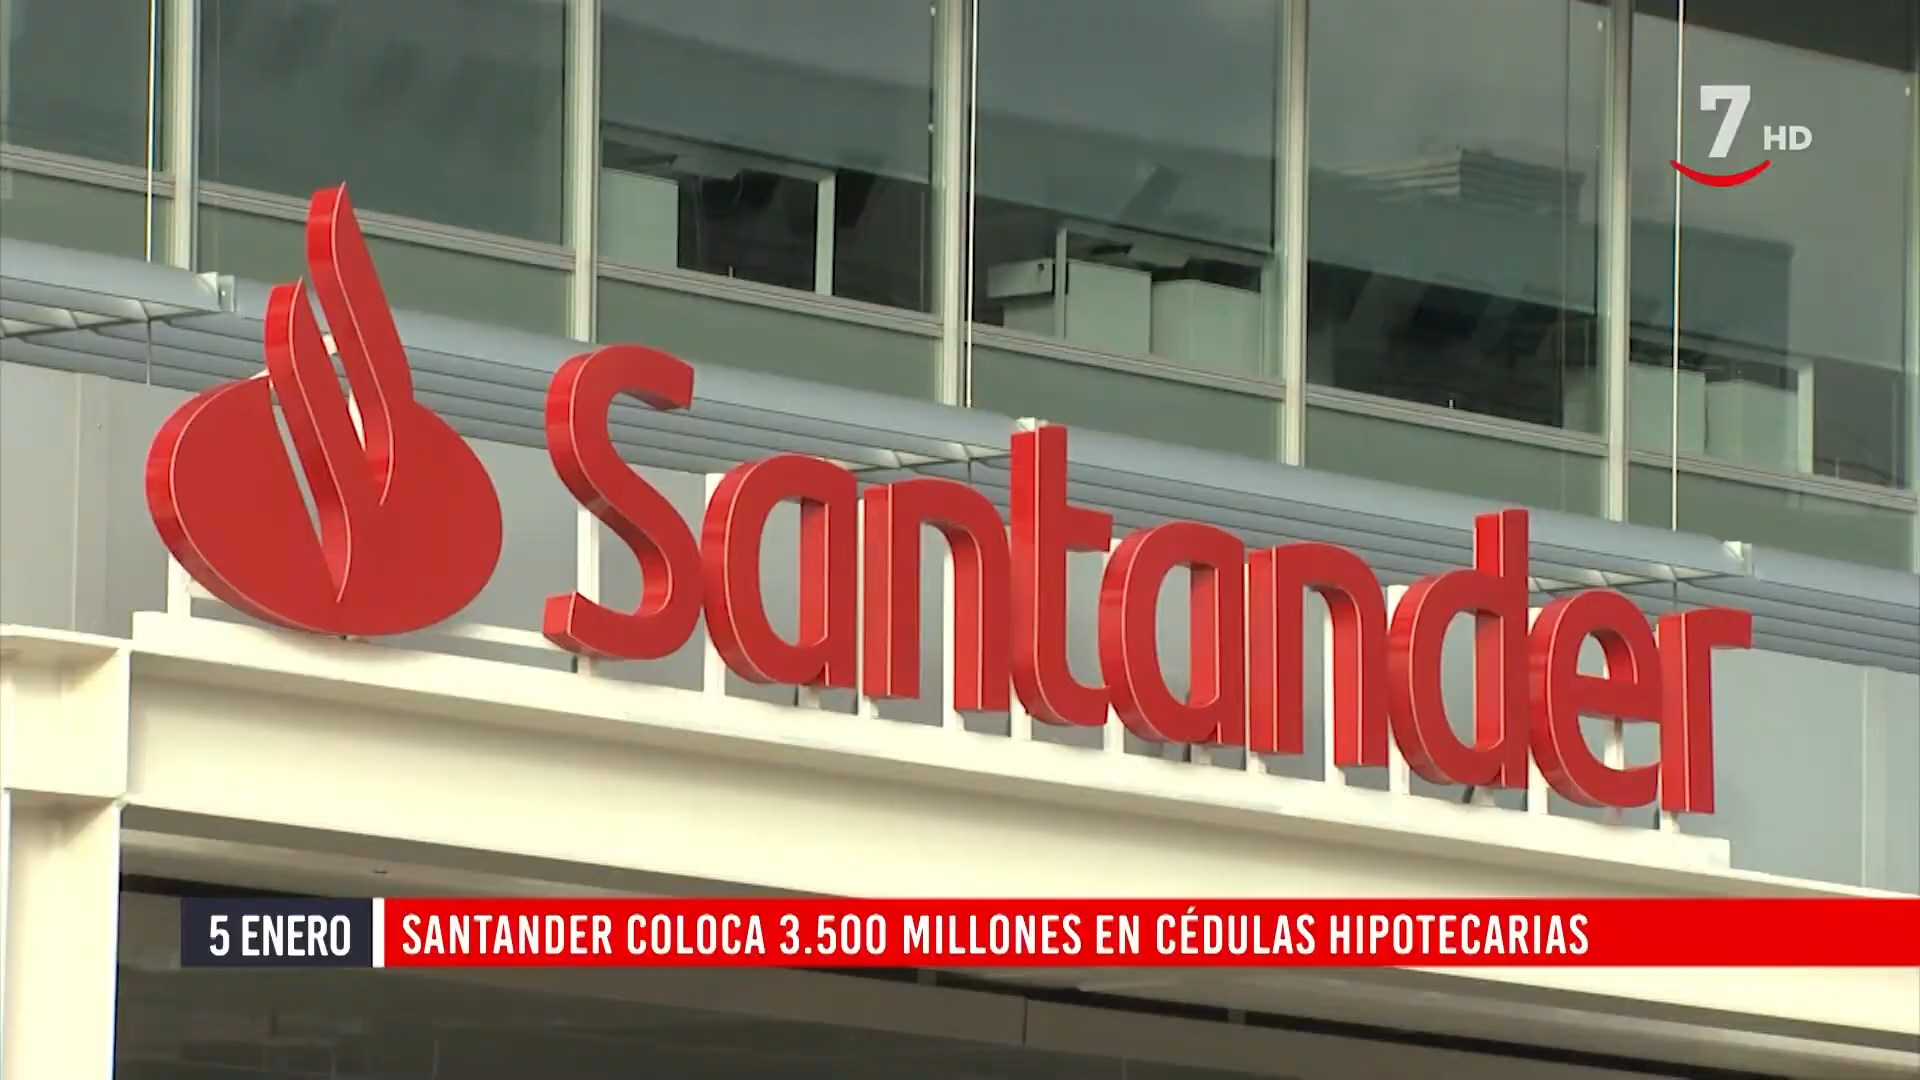 7 HD
Santander
5 ENERO
SANTANDER COLOCA 3.500 MILLONES EN CÉDULAS HIPOTECARIAS